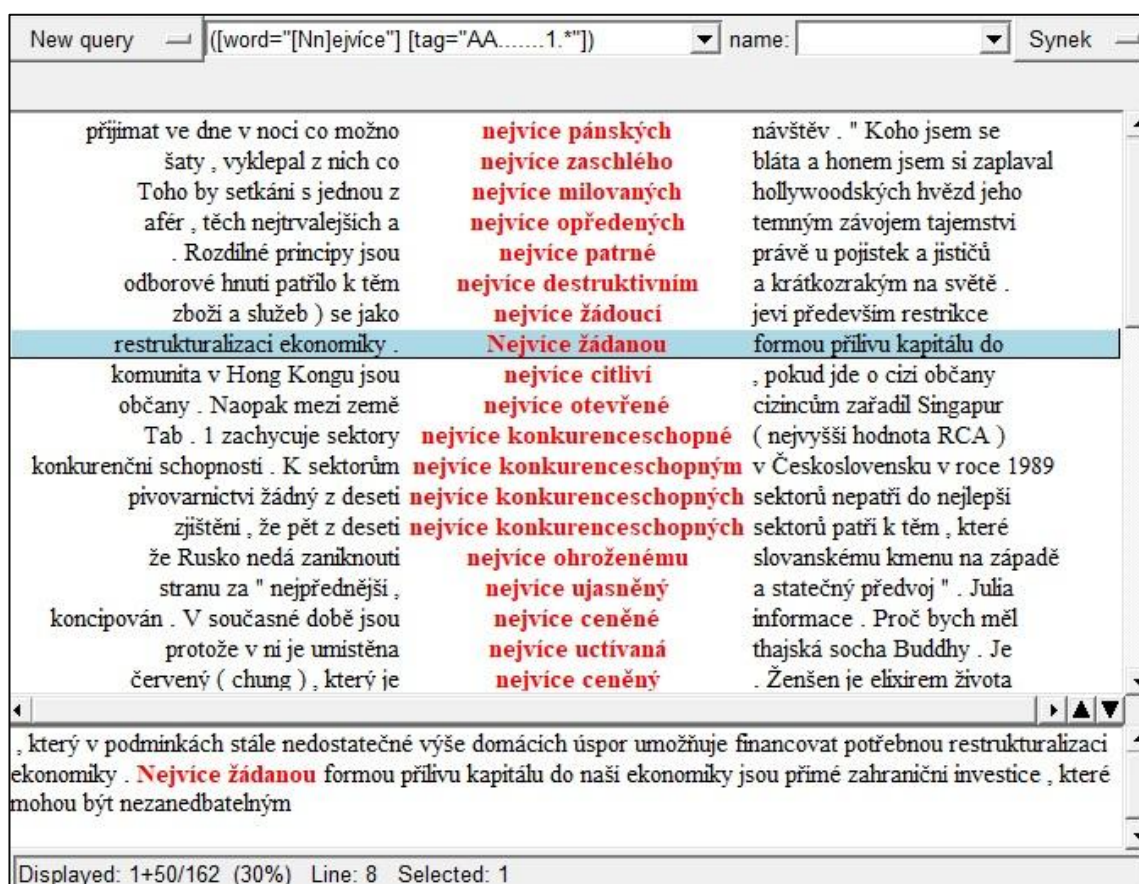 New query ([word="[Nn]ejvíce"] [tag="AA.......1.*"]) name: Synek
přijímat ve dne v noci co možno nejvíce pánských návštěv . " Koho jsem se
šaty , vyklepal z nich co nejvíce zaschlého bláta a honem jsem si zaplaval
Toho by setkání s jednou z nejvíce milovaných hollywoodských hvězd jeho
afér , těch nejtrvalejších a nejvíce opředených temným závojem tajemství
. Rozdílné principy jsou nejvíce patrné právě u pojistek a jističů
odborové hnutí patřilo k těm nejvíce destruktivním a krátkozrakým na světě .
zboží a služeb ) se jako nejvíce žádoucí jeví především restrikce
restrukturalizaci ekonomiky . Nejvíce žádanou formou přílivu kapitálu do
komunita v Hong Kongu jsou nejvíce citliví , pokud jde o cizí občany
občany . Naopak mezi země nejvíce otevřené cizincům zařadil Singapur
Tab . 1 zachycuje sektory nejvíce konkurenceschopné ( nejvyšší hodnota RCA )
konkurenční schopnosti . K sektorům nejvíce konkurenceschopným v Československu v roce 1989
pivovarnictví žádný z deseti nejvíce konkurenceschopných sektorů nepatří do nejlepší
zjištění , že pět z deseti nejvíce konkurenceschopných sektorů patří k těm , které
že Rusko nedá zaniknouti nejvíce ohroženému slovanskému kmenu na západě
stranu za " nejpřednější , nejvíce ujasněný a statečný předvoj " . Julia
koncipován . V současné době jsou nejvíce ceněné informace . Proč bych měl
protože v ní je umístěna nejvíce uctívaná thajská socha Buddhy . Je
červený ( chung ) , který je nejvíce ceněný . Ženšen je elixírem života
, který v podmínkách stále nedostatečné výše domácích úspor umožňuje financovat potřebnou restrukturalizaci
ekonomiky . Nejvíce žádanou formou přílivu kapitálu do naší ekonomiky jsou přímé zahraniční investice , které
mohou být nezanedbatelným
Displayed: 1+50/162 (30%) Line: 8 Selected: 1